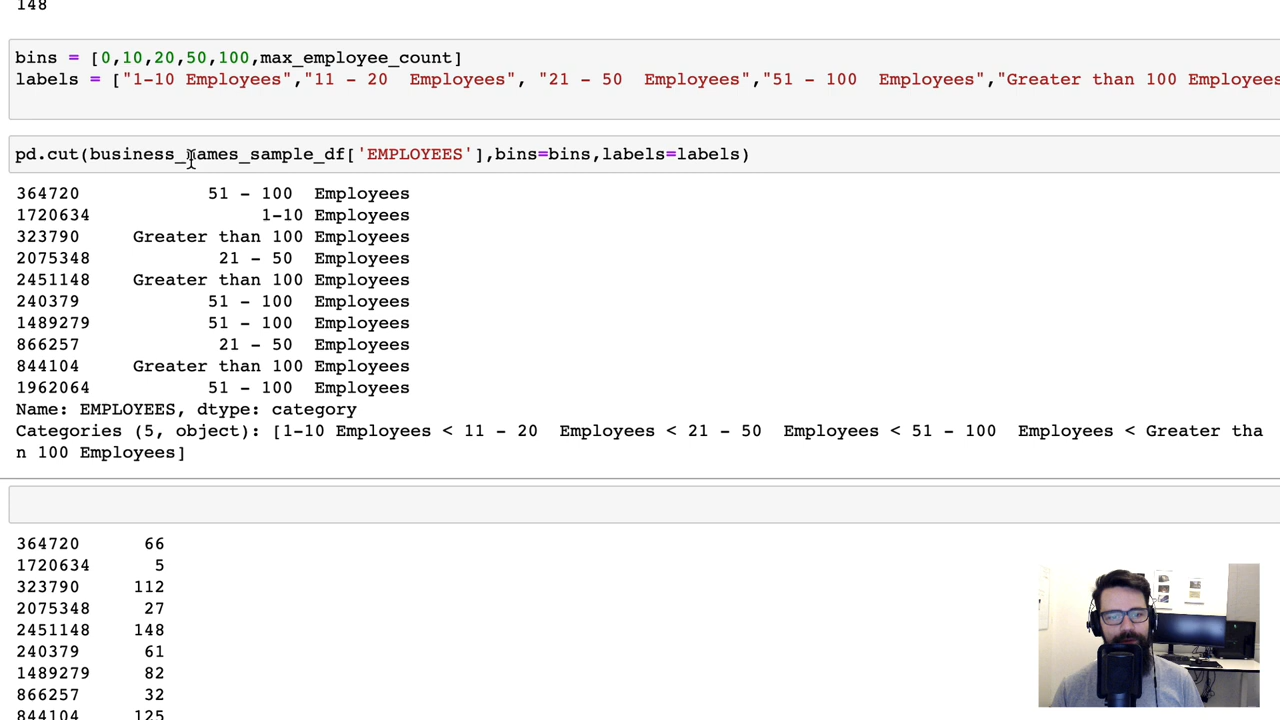 148
bins = [0,10,20,50,100,max_employee_count]
labels = ["1-10 Employees","11 - 20  Employees", "21 - 50  Employees","51 - 100  Employees","Greater than 100 Employees
pd.cut(business_names_sample_df['EMPLOYEES'],bins=bins,labels=labels)
364720 51 - 100  Employees
1720634 1-10 Employees
323790 Greater than 100 Employees
2075348 21 - 50  Employees
2451148 Greater than 100 Employees
240379 51 - 100  Employees
1489279 51 - 100  Employees
866257 21 - 50  Employees
844104 Greater than 100 Employees
1962064 51 - 100  Employees
Name: EMPLOYEES, dtype: category
Categories (5, object): [1-10 Employees < 11 - 20  Employees < 21 - 50  Employees < 51 - 100  Employees < Greater tha
n 100 Employees]
364720 66
1720634 5
323790 112
2075348 27
2451148 148
240379 61
1489279 82
866257 32
844104 125